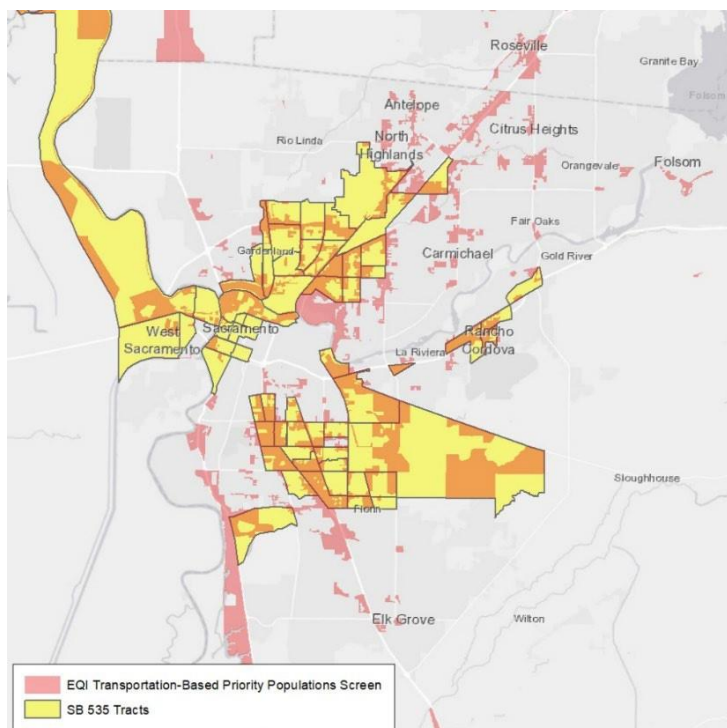 Roseville
Granite Bay
Folsom
Antelope
Rio Linda
North
Highlands
Citrus Heights
Orangevale
Folsom
Fair Oaks
Gardenland
Carmichael
Gold River
West
Sacramento
Sacramento
La Riviera
Rancho
Cordova
Sloughhouse
Florin
Elk Grove
Wilton
EQI Transportation-Based Priority Populations Screen
SB 535 Tracts